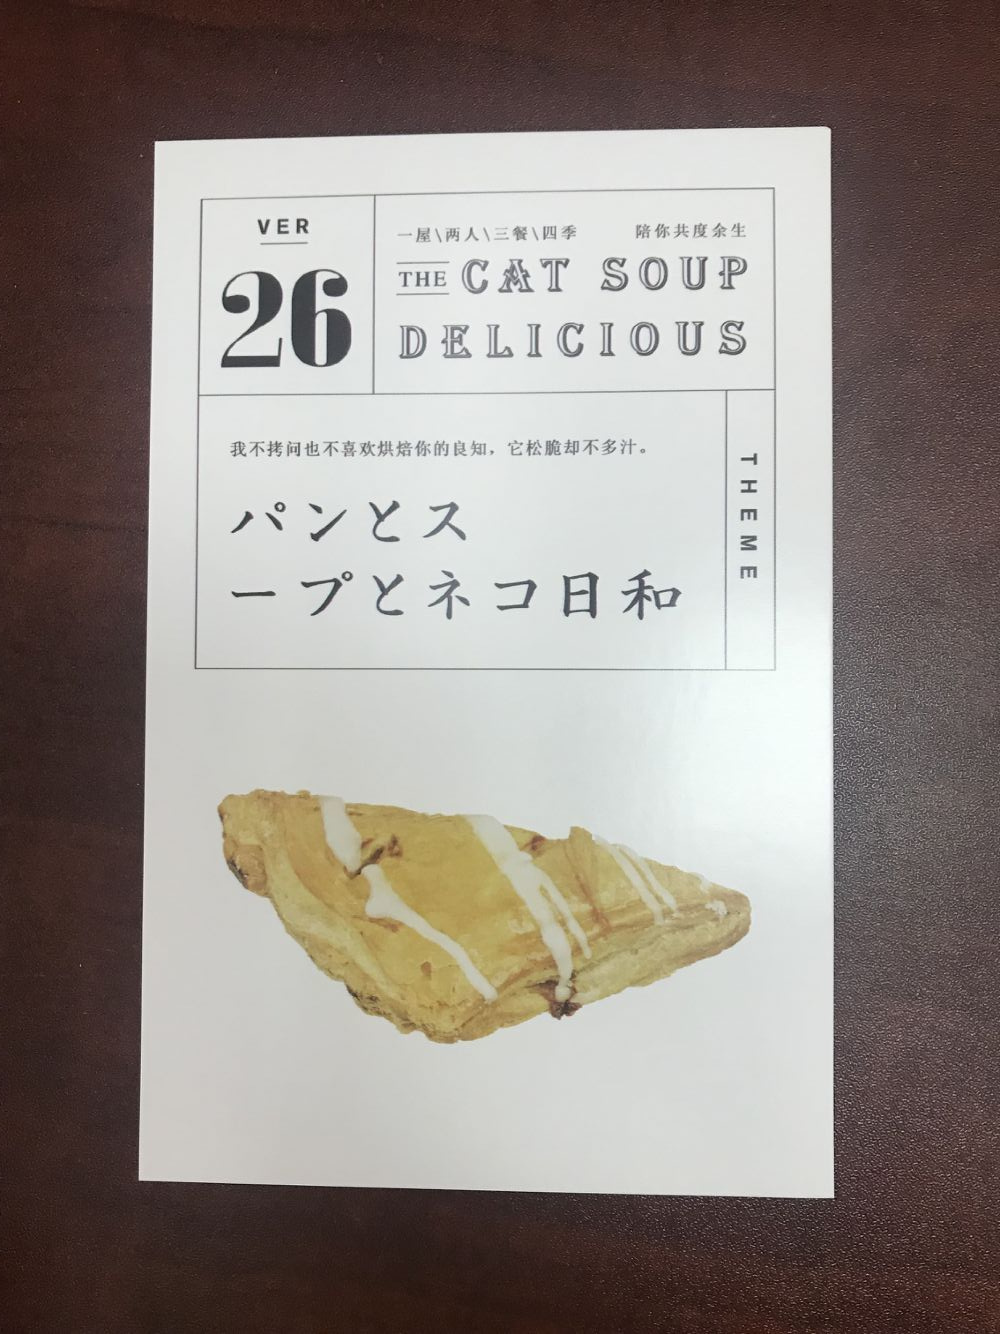 VER
26
一屋\两人\三餐\四季 陪你共度余生
THE CAT SOUP
DELICIOUS
我不拷问也不喜欢烘焙你的良知，它松脆却不多汁。
パンとス
ープとネコ日和
THEME